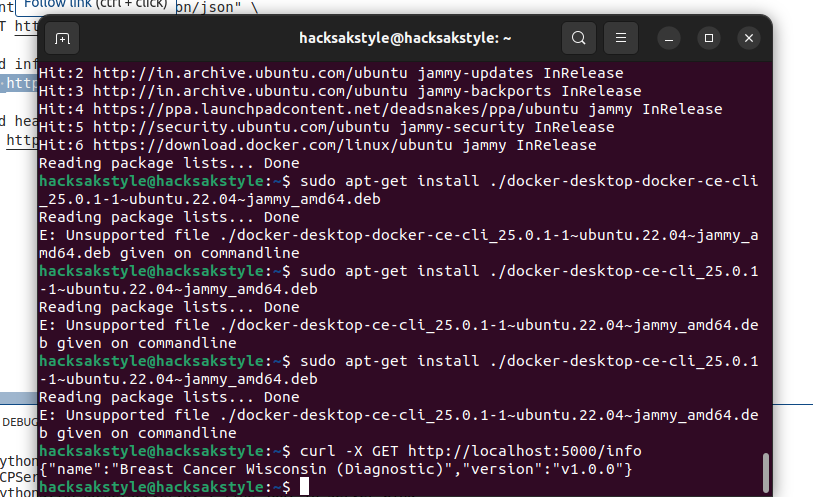 Follow link (ctrl + click)
on/json" \
T http
hacksakstyle@hacksakstyle: ~
d inf
http
d hea
http
Hit:2 http://in.archive.ubuntu.com/ubuntu jammy-updates InRelease
Hit:3 http://in.archive.ubuntu.com/ubuntu jammy-backports InRelease
Hit:4 https://ppa.launchpadcontent.net/deadsnakes/ppa/ubuntu jammy InRelease
Hit:5 http://security.ubuntu.com/ubuntu jammy-security InRelease
Hit:6 https://download.docker.com/linux/ubuntu jammy InRelease
Reading package lists... Done
hacksakstyle@hacksakstyle:~$ sudo apt-get install ./docker-desktop-docker-ce-cli
_25.0.1-1~ubuntu.22.04~jammy_amd64.deb
Reading package lists... Done
E: Unsupported file ./docker-desktop-docker-ce-cli_25.0.1-1~ubuntu.22.04~jammy_a
md64.deb given on commandline
hacksakstyle@hacksakstyle:~$ sudo apt-get install ./docker-desktop-ce-cli_25.0.1
-1~ubuntu.22.04~jammy_amd64.deb
Reading package lists... Done
E: Unsupported file ./docker-desktop-ce-cli_25.0.1-1~ubuntu.22.04~jammy_amd64.de
b given on commandline
hacksakstyle@hacksakstyle:~$ sudo apt-get install ./docker-desktop-ce-cli_25.0.1
-1~ubuntu.22.04~jammy_amd64.deb
Reading package lists... Done
E: Unsupported file ./docker-desktop-ce-cli_25.0.1-1~ubuntu.22.04~jammy_amd64.de
b given on commandline
hacksakstyle@hacksakstyle:~$ curl -X GET http://localhost:5000/info
{"name":"Breast Cancer Wisconsin (Diagnostic)","version":"v1.0.0"}
hacksakstyle@hacksakstyle:~$
DEBUG
ython
CPSer
ython